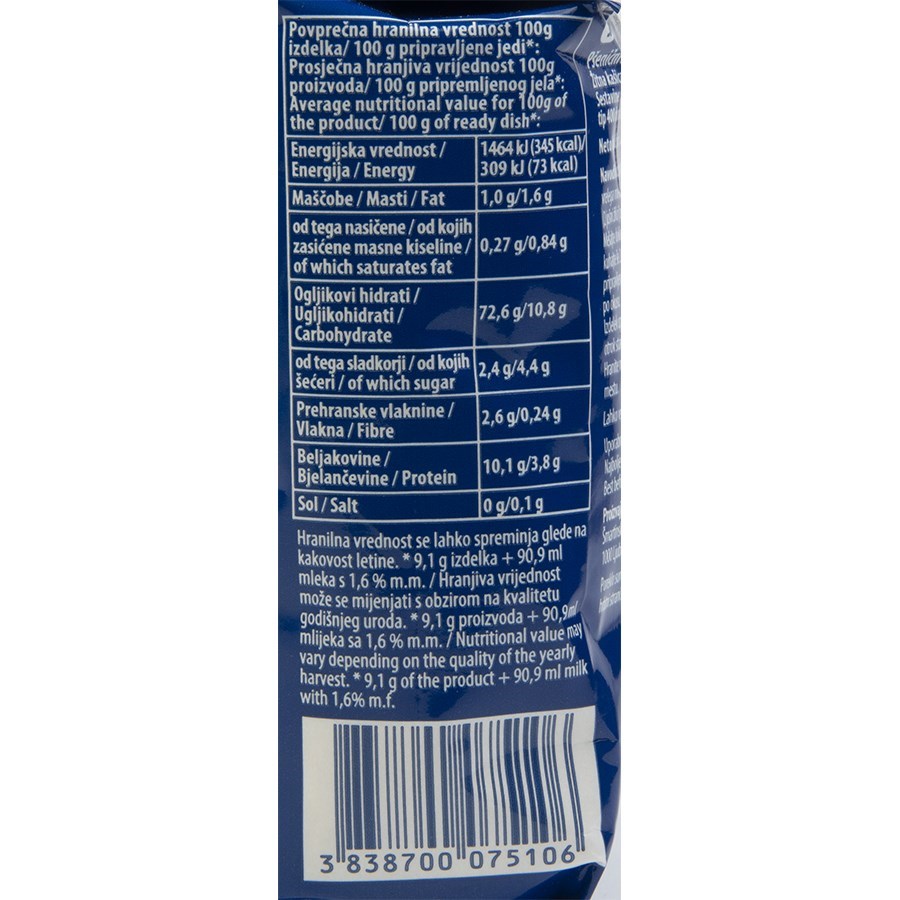 Povprečna hranilna vrednost 100g
izdelka/ 100 g pripravljene jedi*:
Prosječna hranjiva vrijednost 100g
proizvoda/ 100 g pripremljenog jela*:
Average nutritional value for 100g of
the product/ 100 g of ready dish*:
Energijska vrednost / 1464 kJ (345 kcal)/
Energija / Energy 309 kJ (73 kcal)
Maščobe / Masti / Fat 1,0 g/1,6 g
od tega nasičene / od kojih
zasićene masne kiseline / 0,27 g/0,84 g
of which saturates fat
Ogljikovi hidrati /
Ugljikohidrati / 72,6 g/10,8 g
Carbohydrate
od tega sladkorji / od kojih 2,4 g/4,4 g
šećeri / of which sugar
Prehranske vlaknine / 2,6 g/0,24 g
Vlakna / Fibre
Beljakovine / 10,1 g/3,8 g
Bjelančevine / Protein
Sol / Salt 0 g/0,1 g
Hranilna vrednost se lahko spreminja glede na
kakovost letine. * 9,1 g izdelka + 90,9 ml
mleka s 1,6 % m.m. / Hranjiva vrijednost
može se mijenjati s obzirom na kvalitetu
godišnjeg uroda. * 9,1 g proizvoda + 90,9ml
mlijeka sa 1,6 % m.m. / Nutritional value may
vary depending on the quality of the yearly
harvest. * 9,1 g of the product + 90,9 ml milk
with 1,6% m.f.
3 838700 075106